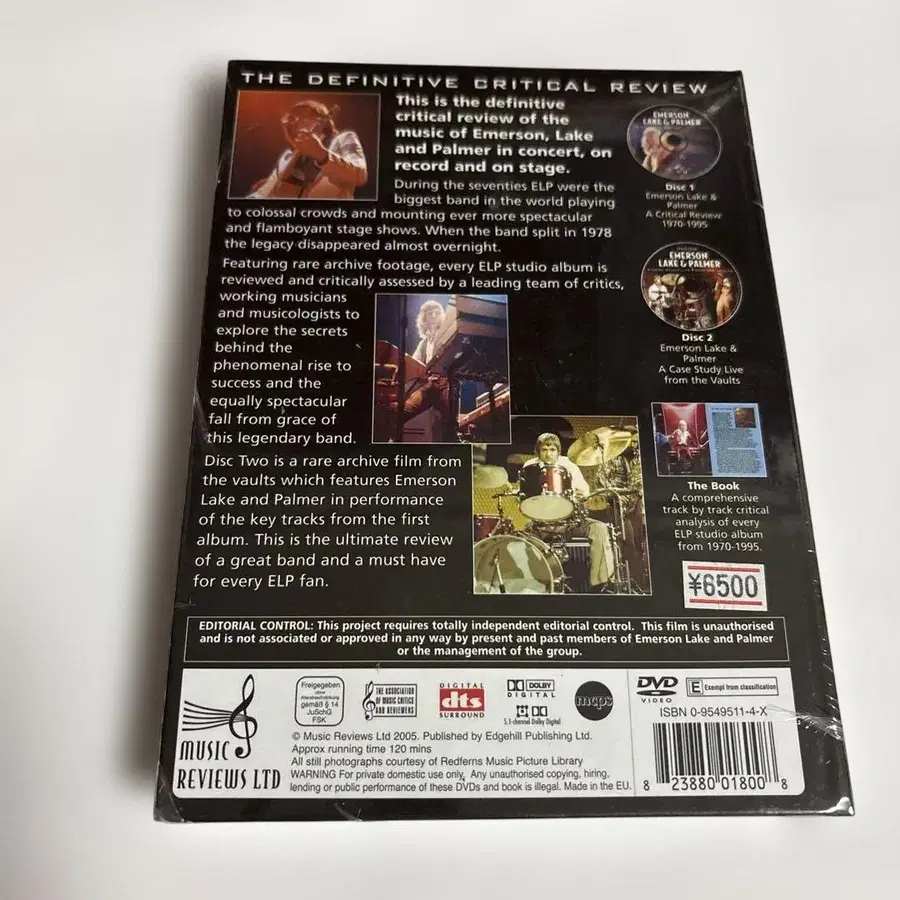 THE DEFINITIVE CRITICAL REVIEW
This is the definitive
critical review of the
music of Emerson, Lake
and Palmer in concert, on
record and on stage.
During the seventies ELP were the
biggest band in the world playing
to colossal crowds and mounting ever more spectacular
and flamboyant stage shows. When the band split in 1978
the legacy disappeared almost overnight.
Featuring rare archive footage, every ELP studio album is
reviewed and critically assessed by a leading team of critics,
working musicians
and musicologists to
explore the secrets
behind the
phenomenal rise to
success and the
equally spectacular
fall from grace of
this legendary band.
Disc Two is a rare archive film from
the vaults which features Emerson
Lake and Palmer in performance
of the key tracks from the first
album. This is the ultimate review
of a great band and a must have
for every ELP fan.
EMERSON
LAKE & PALMER
Disc 1
Emerson Lake &
Palmer
A Critical Review
1970-1995
EMERSON
LAKE & PALMER
Disc 2
Emerson Lake &
Palmer
A Case Study Live
from the Vaults
The Book
A comprehensive
track by track critical
analysis of every
ELP studio album
from 1970-1995.
¥6500
EDITORIAL CONTROL: This project requires totally independent editorial control. This film is unauthorised
and is not associated or approved in any way by present and past members of Emerson Lake and Palmer
or the management of the group.
MUSIC
REVIEWS LTD
Freigegeben
ohne
Altersbeschränkung
gemäß § 14
JuSchG
FSK
THE ASSOCIATION
OF MUSIC CRITICS
AND REVIEWERS
DIGITAL
dts
SURROUND
DOLBY
DIGITAL
5.1-channel Dolby Digital
mcps
DVD
VIDEO
E Exempt from classification
© Music Reviews Ltd 2005. Published by Edgehill Publishing Ltd.
Approx running time 120 mins
All still photographs courtesy of Redferns Music Picture Library
WARNING For private domestic use only, Any unauthorised copying, hiring,
lending or public performance of these DVDs and book is illegal. Made in the EU.
ISBN 0-9549511-4-X
8 23880 01800 8